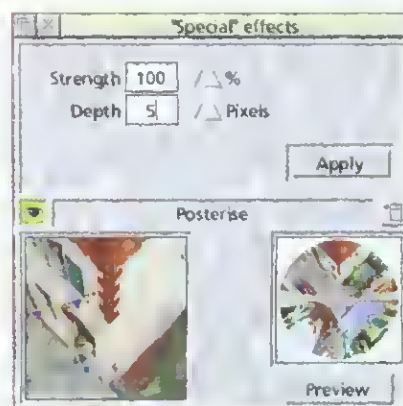 "Special" effects
Strength 100 %
Depth 5 Pixels
Apply
Posterise
Preview